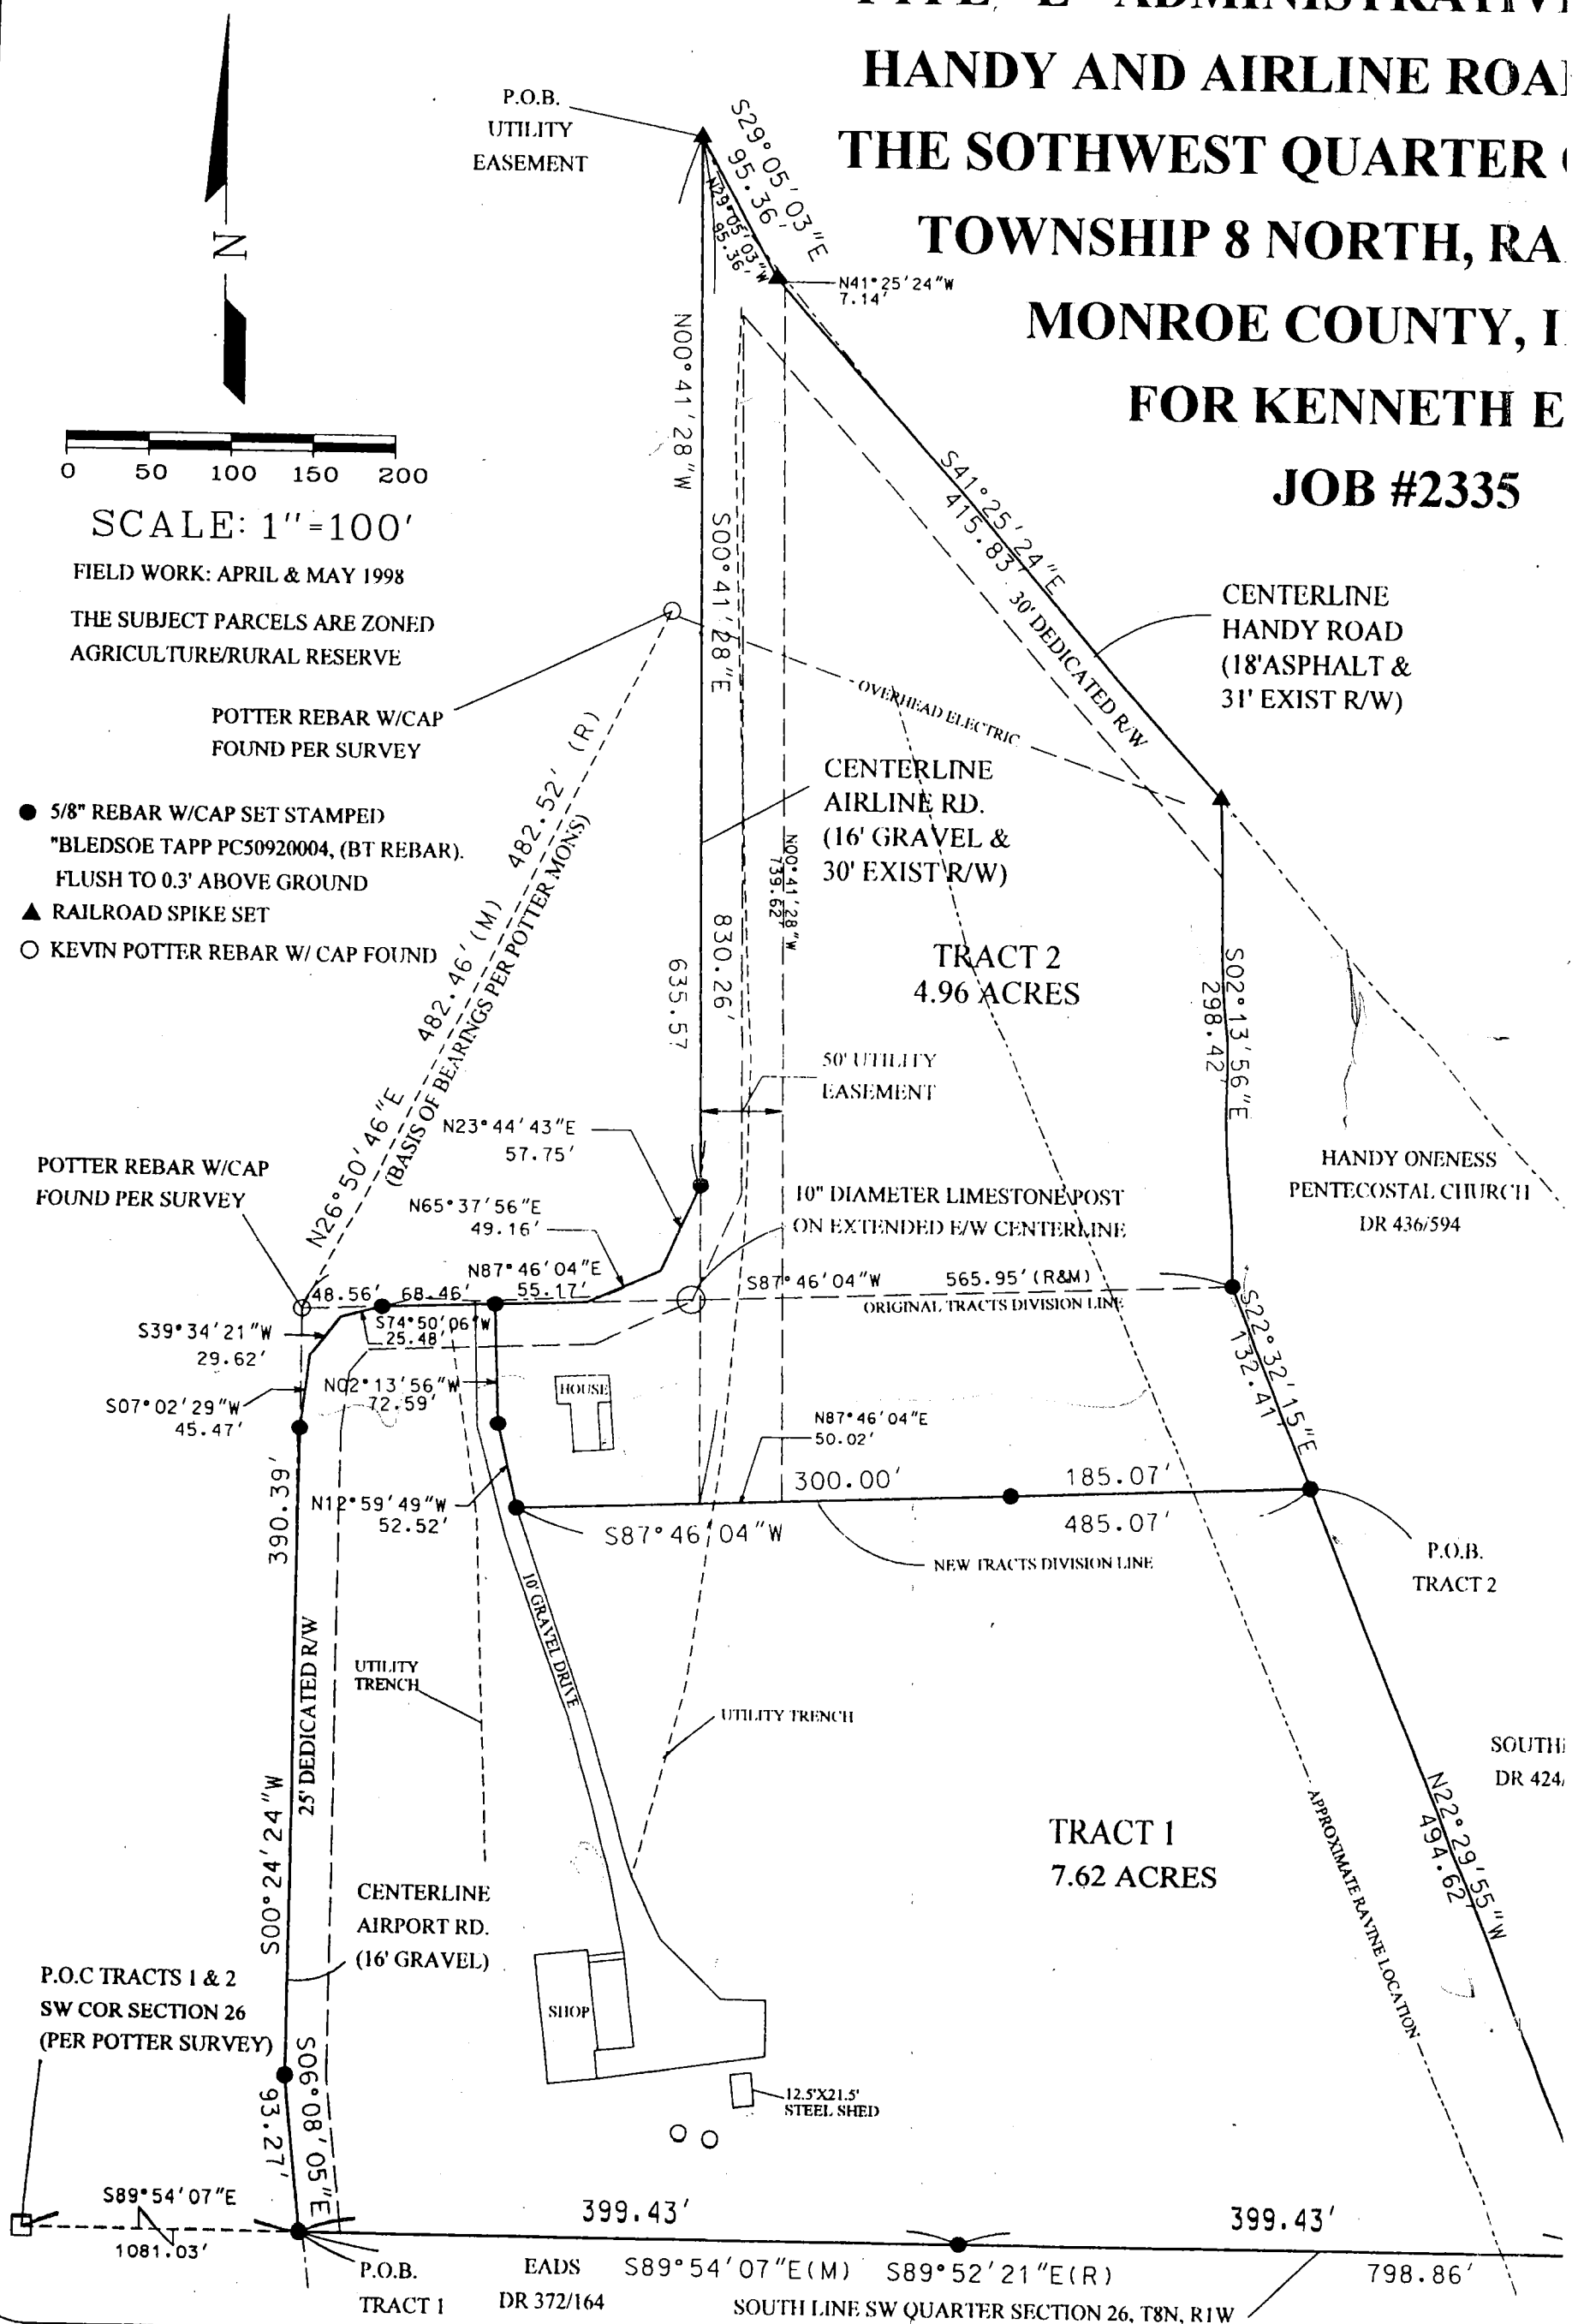 HANDY AND AIRLINE
THE SOTHWEST QUARTER
TOWNSHIP 8 NORTH,
MONROE COUNTY,
FOR KENNETH E
JOB #2335
P.O.B.
UTILITY
EASEMENT
S29°05'03"E
95.36'
N29°05'03"W
95.36'
N41°25'24"W
7.14'
N
0 50 100 150 200
SCALE: 1"=100'
FIELD WORK: APRIL & MAY 1998
THE SUBJECT PARCELS ARE ZONED
AGRICULTURE/RURAL RESERVE
POTTER REBAR W/CAP
FOUND PER SURVEY
● 5/8" REBAR W/CAP SET STAMPED
"BLEDSOE TAPP PC50920004, (BT REBAR).
FLUSH TO 0.3' ABOVE GROUND
▲ RAILROAD SPIKE SET
○ KEVIN POTTER REBAR W/ CAP FOUND
N00°41'28"W
635.57
S00°41'28"E
830.26'
N00°41'28"W
739.62'
S41°25'24"E
415.83'
30' DEDICATED R/W
CENTERLINE
HANDY ROAD
(18'ASPHALT &
31' EXIST R/W)
OVERHEAD ELECTRIC
CENTERLINE
AIRLINE RD.
(16' GRAVEL &
30' EXIST R/W)
TRACT 2
4.96 ACRES
S02°13'56"E
298.42'
50' UTILITY
EASEMENT
N26°50'46"E 482.46'(M) 482.52' (R)
(BASIS OF BEARINGS PER POTTER MONS)
N23°44'43"E
57.75'
N65°37'56"E
49.16'
POTTER REBAR W/CAP
FOUND PER SURVEY
10" DIAMETER LIMESTONE POST
ON EXTENDED E/W CENTERLINE
HANDY ONENESS
PENTECOSTAL CHURCH
DR 436/594
N87°46'04"E
48.56' 68.46' 55.17'
S87°46'04"W 565.95'(R&M)
ORIGINAL TRACTS DIVISION LINE
S74°50'06"W
25.48'
S39°34'21"W
29.62'
S07°02'29"W
45.47'
N02°13'56"W
72.59'
HOUSE
S22°32'15"E
132.41'
N87°46'04"E
50.02'
300.00' 185.07'
N12°59'49"W
52.52'
S87°46'04"W
485.07'
NEW TRACTS DIVISION LINE
P.O.B.
TRACT 2
390.39'
S00°24'24"W
25' DEDICATED R/W
10' GRAVEL DRIVE
UTILITY
TRENCH
UTILITY TRENCH
DR 424/
N22°29'55"W
494.62'
TRACT 1
7.62 ACRES
APPROXIMATE RAVINE LOCATION
CENTERLINE
AIRPORT RD.
(16' GRAVEL)
P.O.C TRACTS 1 & 2
SW COR SECTION 26
(PER POTTER SURVEY)
SHOP
12.5'X21.5'
STEEL SHED
S06°08'05"E
93.27'
S89°54'07"E
1081.03'
399.43' 399.43'
P.O.B.
TRACT 1
EADS
DR 372/164
S89°54'07"E(M) S89°52'21"E(R)
798.86'
SOUTH LINE SW QUARTER SECTION 26, T8N, R1W